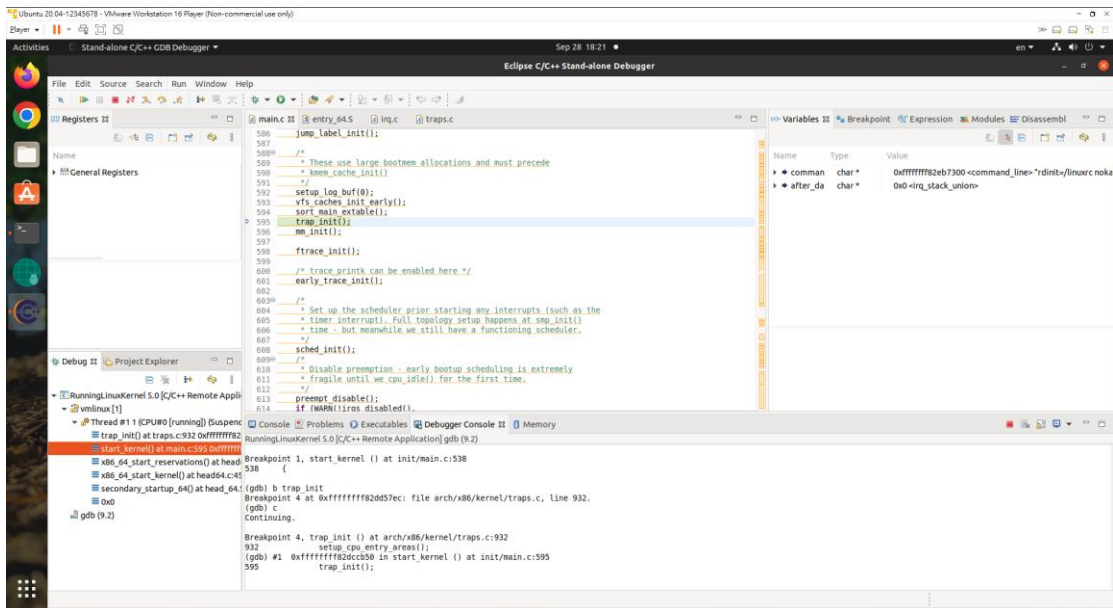 Ubuntu 20.04-12345678 - VMware Workstation 16 Player (Non-commercial use only)
Player
Activities Stand-alone C/C++ GDB Debugger Sep 28 18:21 en
Eclipse C/C++ Stand-alone Debugger
File Edit Source Search Run Window Help
Registers
Name
General Registers
main.c entry_64.S irq.c traps.c
586 jump_label_init();
587
588 /*
589 * These use large bootmem allocations and must precede
590 * kmem_cache_init()
591 */
592 setup_log_buf(0);
593 vfs_caches_init_early();
594 sort_main_extable();
595 trap_init();
596 mm_init();
597
598 ftrace_init();
599
600 /* trace_printk can be enabled here */
601 early_trace_init();
602
603 /*
604 * Set up the scheduler prior starting any interrupts (such as the
605 * timer interrupt). Full topology setup happens at smp_init()
606 * time - but meanwhile we still have a functioning scheduler.
607 */
608 sched_init();
609 /*
610 * Disable preemption - early bootup scheduling is extremely
611 * fragile until we cpu_idle() for the first time.
612 */
613 preempt_disable();
614 if (WARN(!irqs_disabled(),
Variables Breakpoint Expression Modules Disassembl
Name Type Value
comman char * 0xffffffff82eb7300 <command_line> "rdinit=/linuxrc noka
after_da char * 0x0 <irq_stack_union>
Debug Project Explorer
RunningLinuxKernel 5.0 [C/C++ Remote Appli
vmlinux [1]
Thread #1 1 (CPU#0 [running]) (Suspend
trap_init() at traps.c:932 0xffffffff82
start_kernel() at main.c:595 0xffffffff
x86_64_start_reservations() at head
x86_64_start_kernel() at head64.c:45
secondary_startup_64() at head_64.
0x0
gdb (9.2)
Console Problems Executables Debugger Console Memory
RunningLinuxKernel 5.0 [C/C++ Remote Application] gdb (9.2)
Breakpoint 1, start_kernel () at init/main.c:538
538 {
(gdb) b trap_init
Breakpoint 4 at 0xffffffff82dd57ec: file arch/x86/kernel/traps.c, line 932.
(gdb) c
Continuing.
Breakpoint 4, trap_init () at arch/x86/kernel/traps.c:932
932 setup_cpu_entry_areas();
(gdb) #1 0xffffffff82dccb50 in start_kernel () at init/main.c:595
595 trap_init();